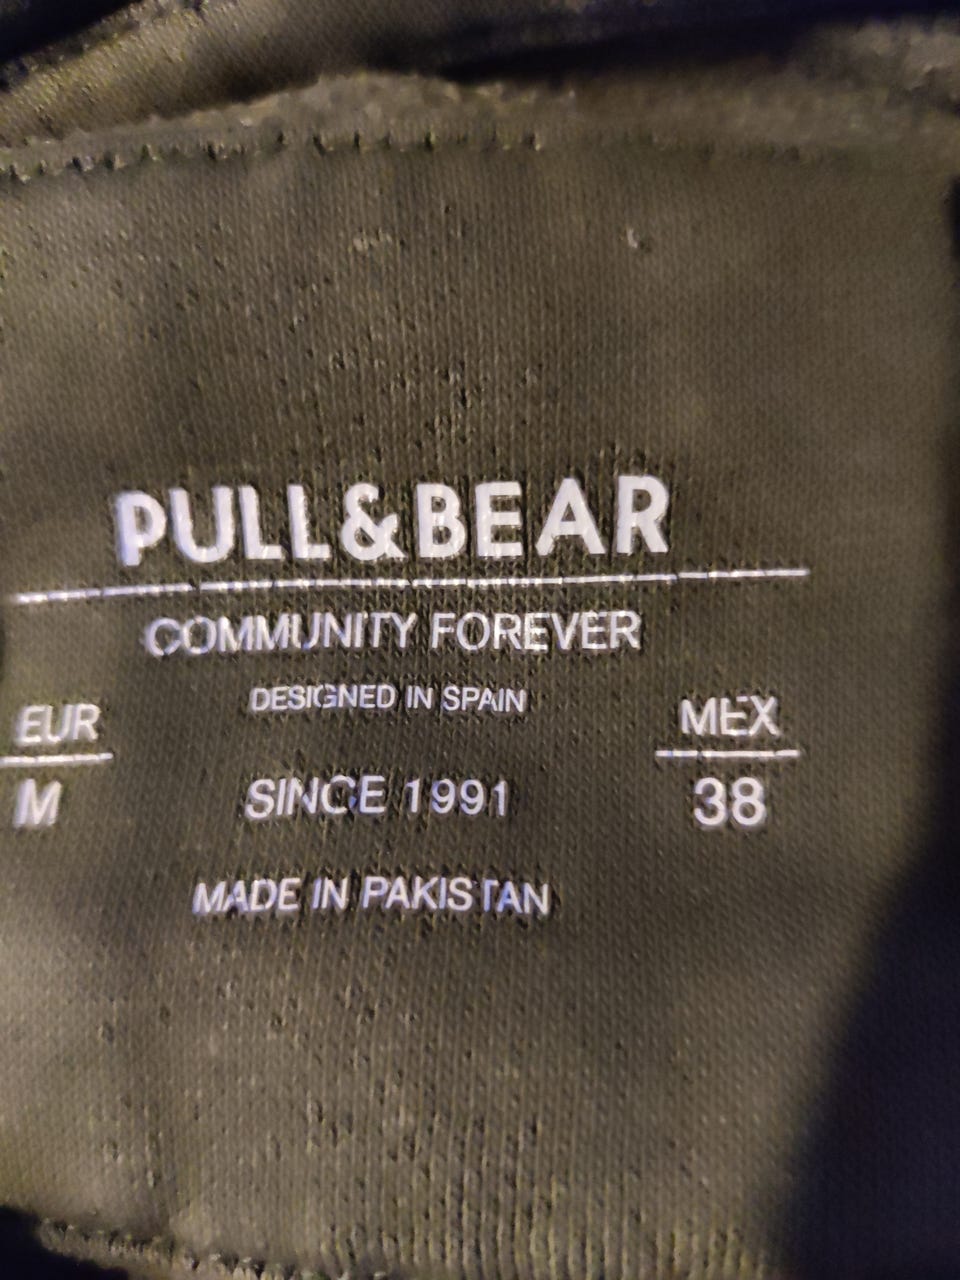 PULL&BEAR
COMMUNITY FOREVER
DESIGNED IN SPAIN
EUR
MEX
M
SINCE 1991
38
MADE IN PAKISTAN